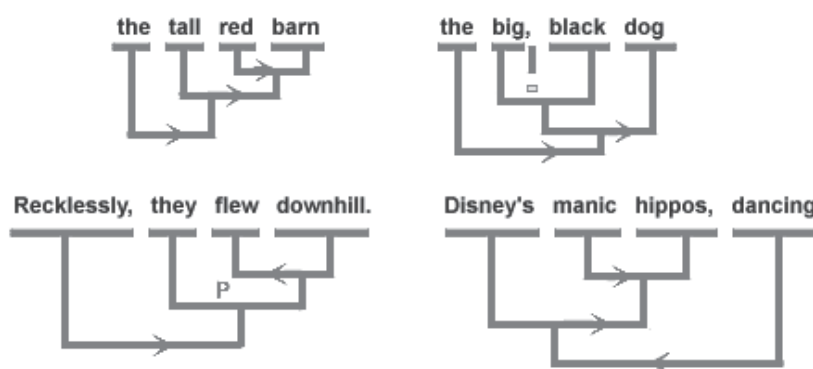 the tall red barn
the big, black dog
Recklessly, they flew downhill.
P
Disney's manic hippos, dancing